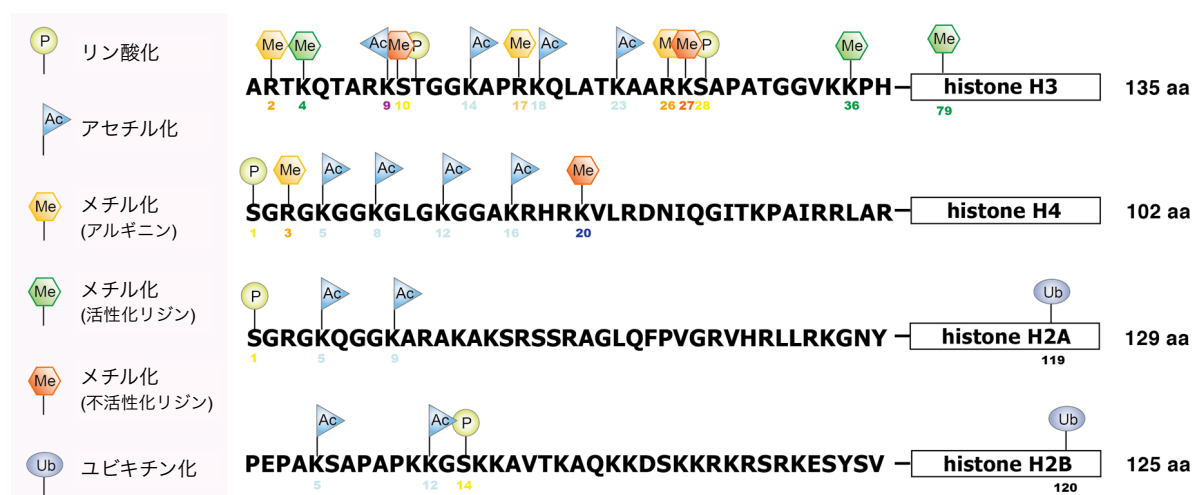 P リン酸化
Ac アセチル化
Me メチル化
(アルギニン)
Me メチル化
(活性化リジン)
Me メチル化
(不活性化リジン)
Ub ユビキチン化
Me Me Ac Me P Ac Me Ac Ac Me Me P Me Me
ARTKQTARKSTGGKAPRKQLATKAARKSAPATGGVKKPH histone H3 135 aa
2 4 9 10 14 17 18 23 26 27 28 36 79
P Me Ac Ac Ac Ac Me
SGRGKGGKGLGKGGAKRHRKVLRDNIQGITKPAIRRLAR histone H4 102 aa
1 3 5 8 12 16 20
P Ac Ac Ub
SGRGKQGGKARAKAKSRSSRAGLQFPVGRVHRLLRKGNY histone H2A 129 aa
1 5 9 119
Ac Ac P Ub
PEPAKSAPAPKKGSKKAVTKAQKKDSKKRKRSRKESYSV histone H2B 125 aa
5 12 14 120